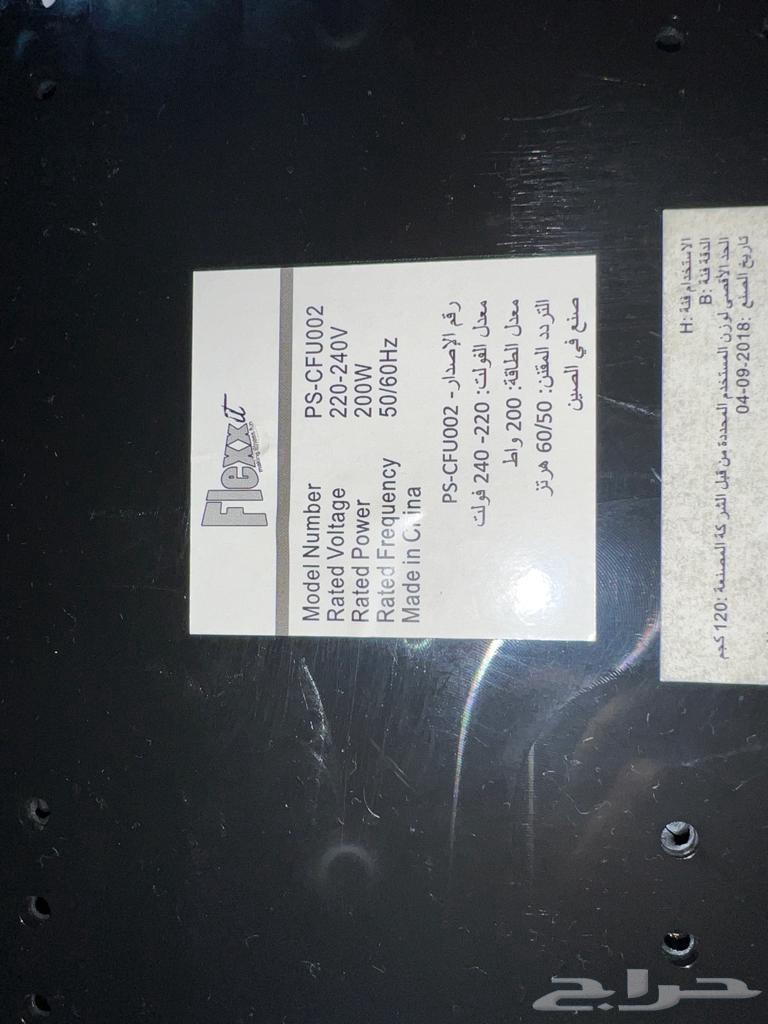 Flexxit
making fitness fun
Model Number PS-CFU002
Rated Voltage 220-240V
Rated Power 200W
Rated Frequency 50/60Hz
Made in China
رقم الإصدار- PS-CFU002
معدل الفولت: 220- 240 فولت
معدل الطاقة: 200 واط
التردد المقنن: 60/50 هرتز
صنع في الصين
الاستخدام فئة :H
الدقة فئة :B
الحد الأقصى لوزن المستخدم المحددة من قبل الشركة المصنعة :120 كجم
تاريخ الصنع :04-09-2018
حراج